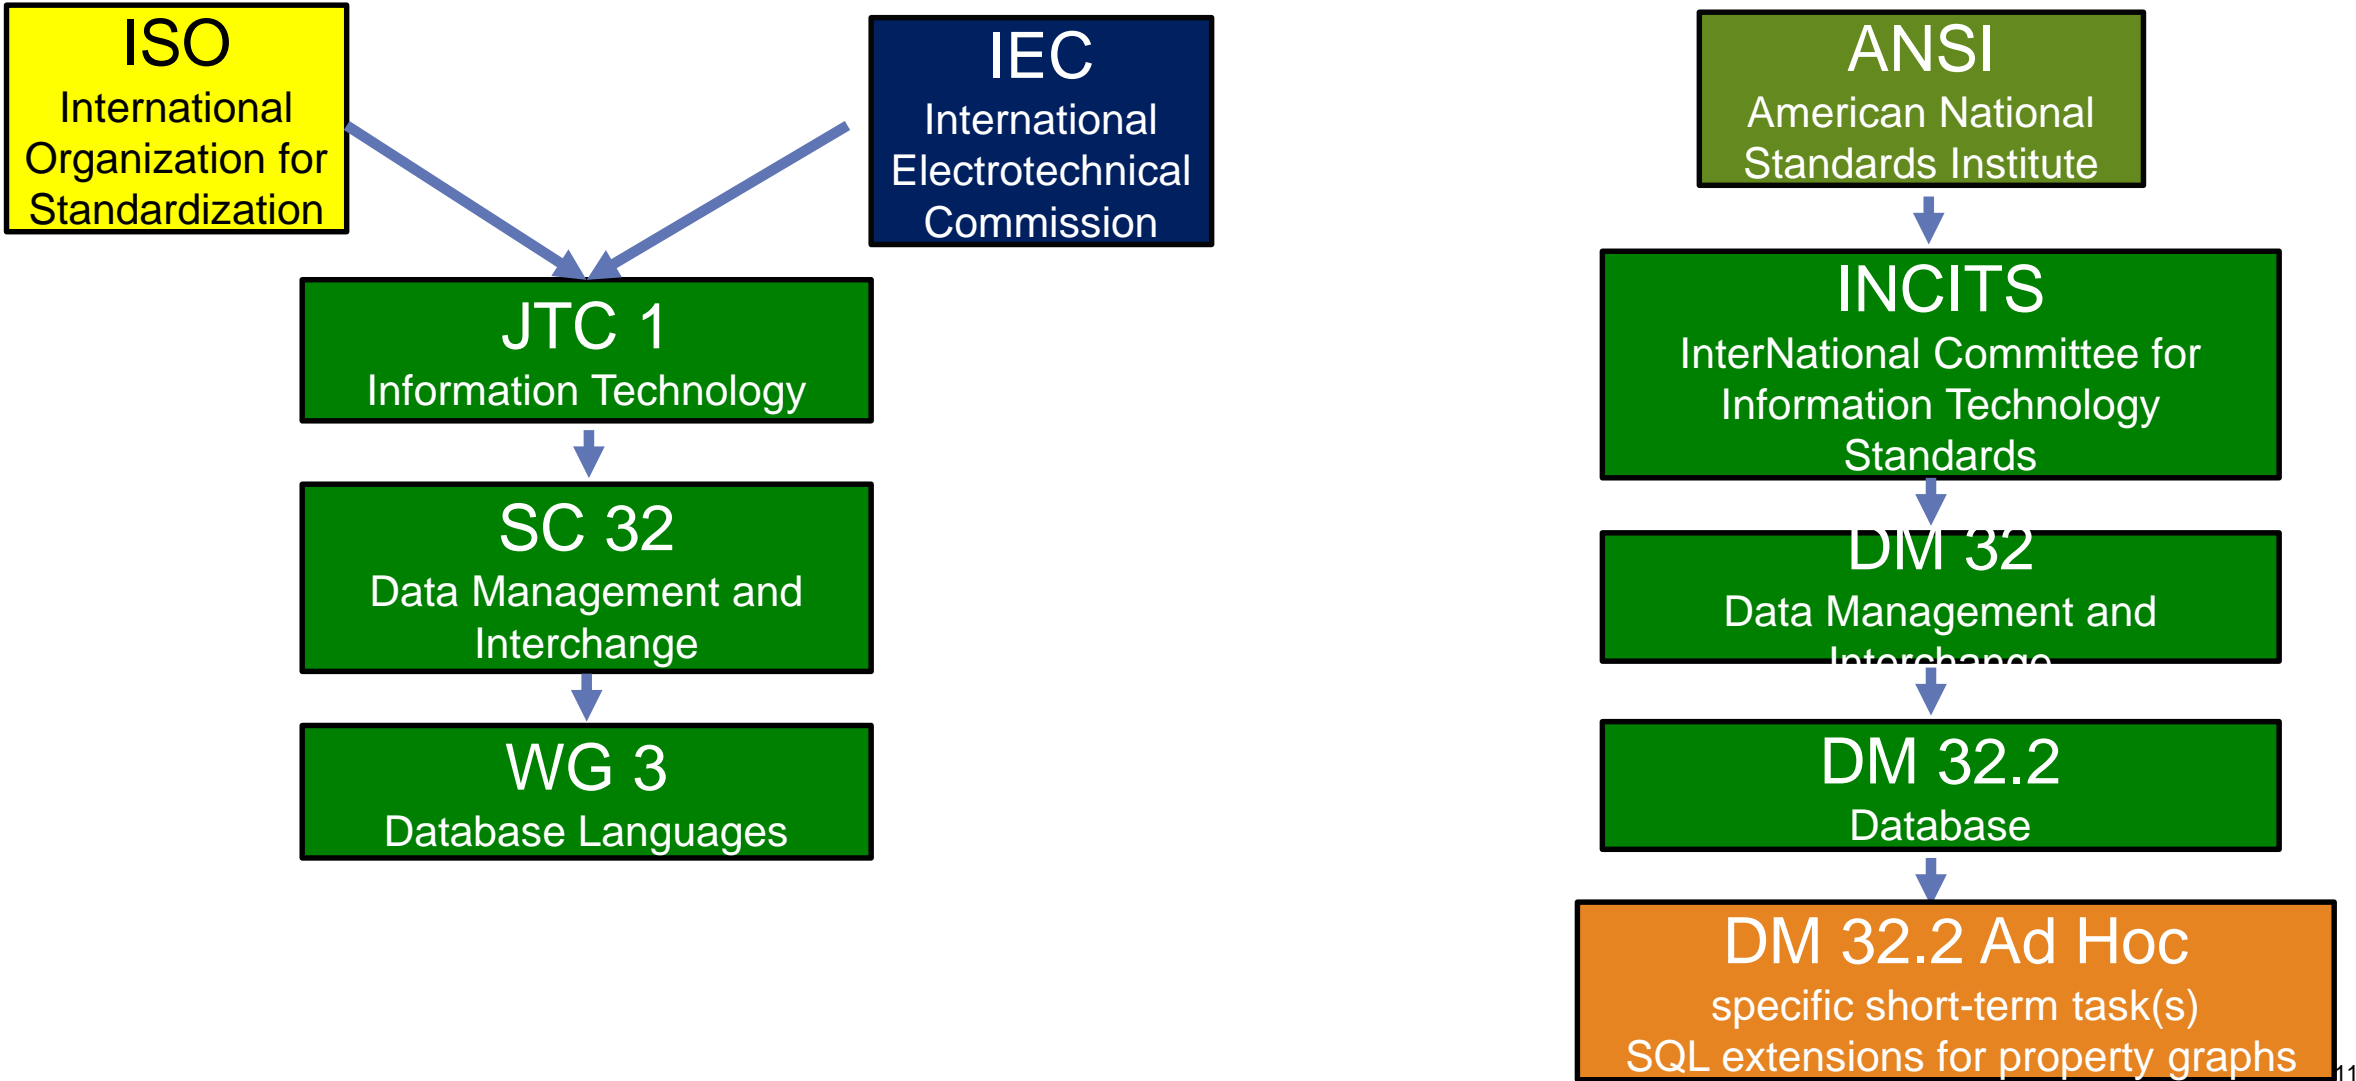 ISO
International
Organization for
Standardization
IEC
International
Electrotechnical
Commission
JTC 1
Information Technology
SC 32
Data Management and
Interchange
WG 3
Database Languages
ANSI
American National
Standards Institute
INCITS
InterNational Committee for
Information Technology
Standards
DM 32
Data Management and
Interchange
DM 32.2
Database
DM 32.2 Ad Hoc
specific short-term task(s)
SQL extensions for property graphs
11